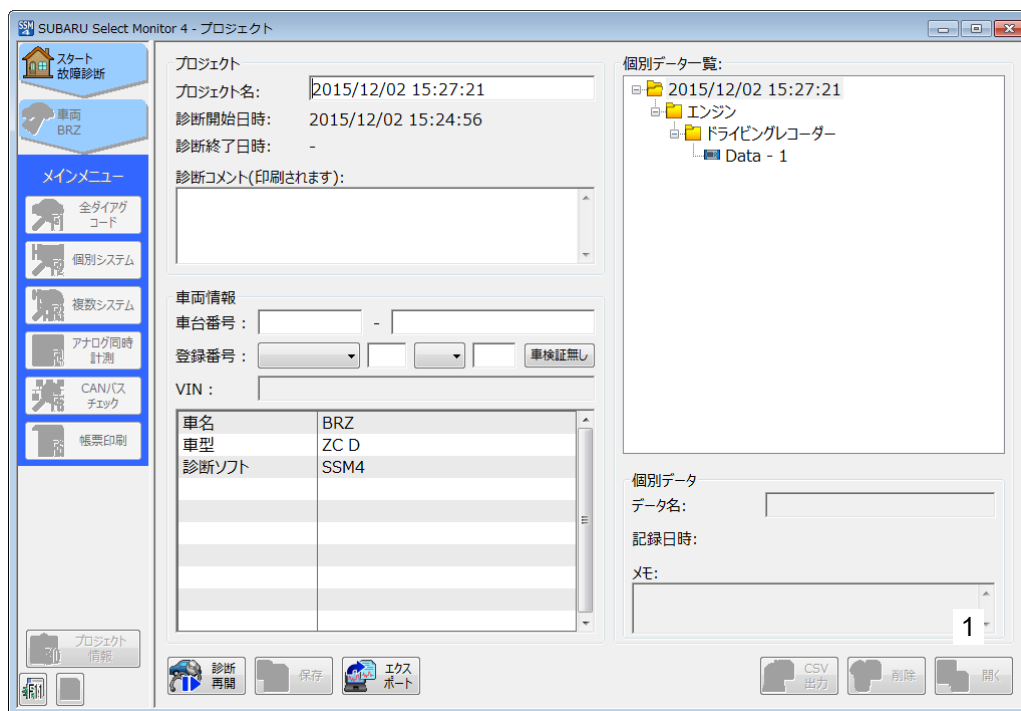 SUBARU Select Monitor 4 - プロジェクト
スタート
故障診断
車両
BRZ
メインメニュー
全ダイアグ
コード
個別システム
複数システム
アナログ同時
計測
CANバス
チェック
帳票印刷
プロジェクト
情報
プロジェクト
プロジェクト名: 2015/12/02 15:27:21
診断開始日時: 2015/12/02 15:24:56
診断終了日時: -
診断コメント(印刷されます):
車両情報
車台番号 : -
登録番号 : 車検証無し
VIN :
車名 BRZ
車型 ZC D
診断ソフト SSM4
診断
再開
保存
エクス
ポート
個別データ一覧:
2015/12/02 15:27:21
エンジン
ドライビングレコーダー
Data - 1
個別データ
データ名:
記録日時:
メモ:
1
CSV
出力
削除
開く